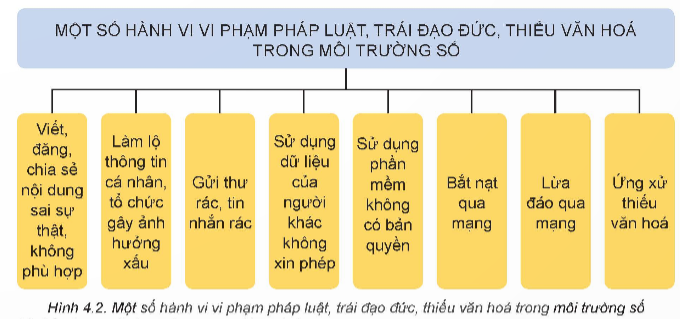 MỘT SỐ HÀNH VI VI PHẠM PHÁP LUẬT, TRÁI ĐẠO ĐỨC, THIẾU VĂN HOÁ
TRONG MÔI TRƯỜNG SỐ
Viết,
đăng,
chia sẻ
nội dung
sai sự
thật,
không
phù hợp
Làm lộ
thông tin
cá nhân,
tổ chức
gây ảnh
hưởng
xấu
Gửi thư
rác, tin
nhắn rác
Sử dụng
dữ liệu
của
người
khác
không
xin phép
Sử dụng
phần
mềm
không
có bản
quyền
Bắt nạt
qua
mạng
Lừa
đảo qua
mạng
Ứng xử
thiếu
văn hoá
Hình 4.2. Một số hành vi vi phạm pháp luật, trái đạo đức, thiếu văn hoá trong môi trường số